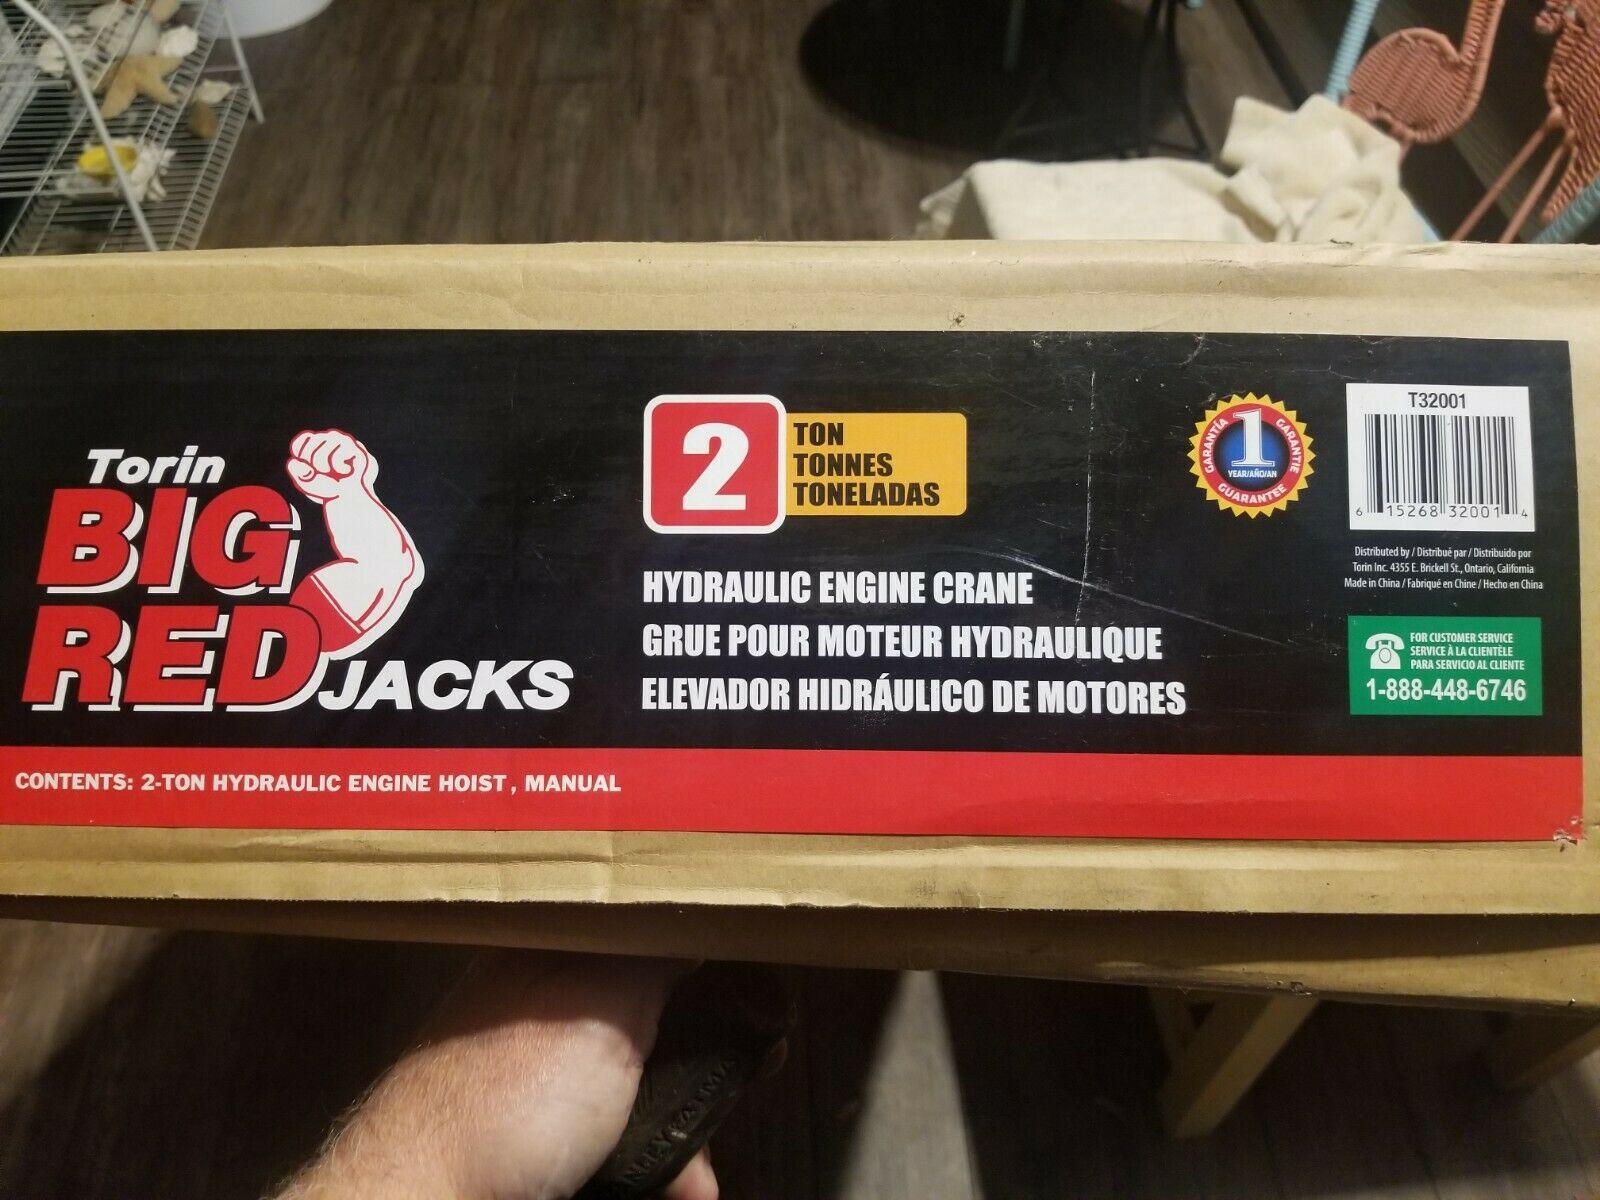 Torin
BIG
RED JACKS
2 TON
TONNES
TONELADAS
HYDRAULIC ENGINE CRANE
GRUE POUR MOTEUR HYDRAULIQUE
ELEVADOR HIDRÁULICO DE MOTORES
GARANTÍA GARANTIE
1
YEAR/AÑO/AN
GUARANTEE
T32001
6 15268 32001 4
Distributed by / Distribué par / Distribuido por
Torin Inc. 4355 E. Brickell St., Ontario, California
Made in China / Fabriqué en Chine / Hecho en China
FOR CUSTOMER SERVICE
SERVICE À LA CLIENTÈLE
PARA SERVICIO AL CLIENTE
1-888-448-6746
CONTENTS: 2-TON HYDRAULIC ENGINE HOIST, MANUAL